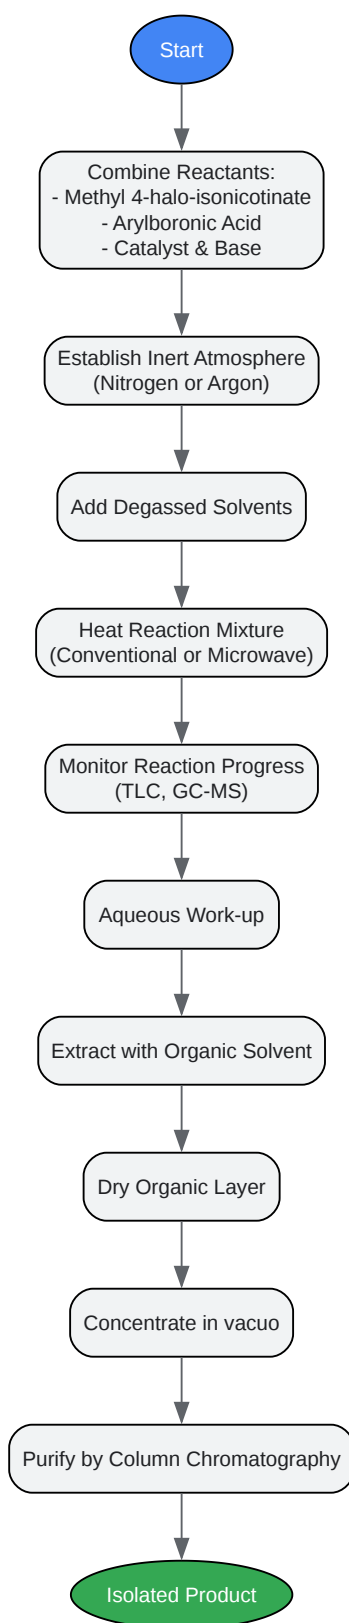 Start
Combine Reactants:
- Methyl 4-halo-isonicotinate
- Arylboronic Acid
- Catalyst & Base
Establish Inert Atmosphere
(Nitrogen or Argon)
Add Degassed Solvents
Heat Reaction Mixture
(Conventional or Microwave)
Monitor Reaction Progress
(TLC, GC-MS)
Aqueous Work-up
Extract with Organic Solvent
Dry Organic Layer
Concentrate in vacuo
Purify by Column Chromatography
Isolated Product